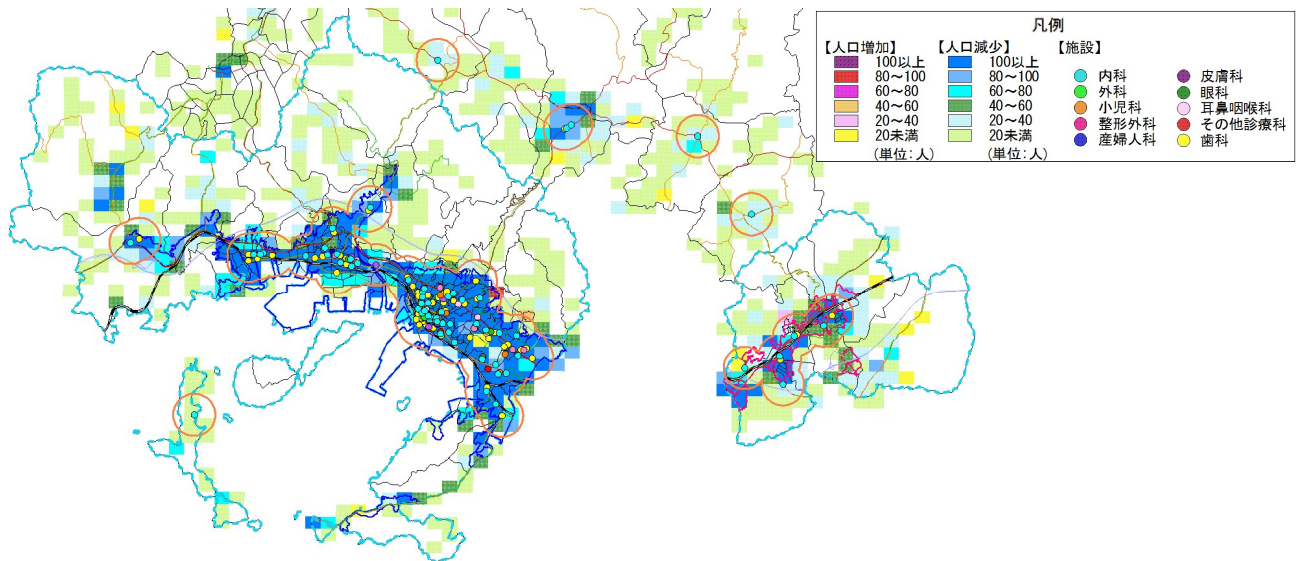 凡例
【人口増加】 【人口減少】 【施設】
100以上 100以上 内科 皮膚科
80～100 80～100 外科 眼科
60～80 60～80 小児科 耳鼻咽喉科
40～60 40～60 整形外科 その他診療科
20～40 20～40 産婦人科 歯科
20未満 20未満
(単位：人) (単位：人)